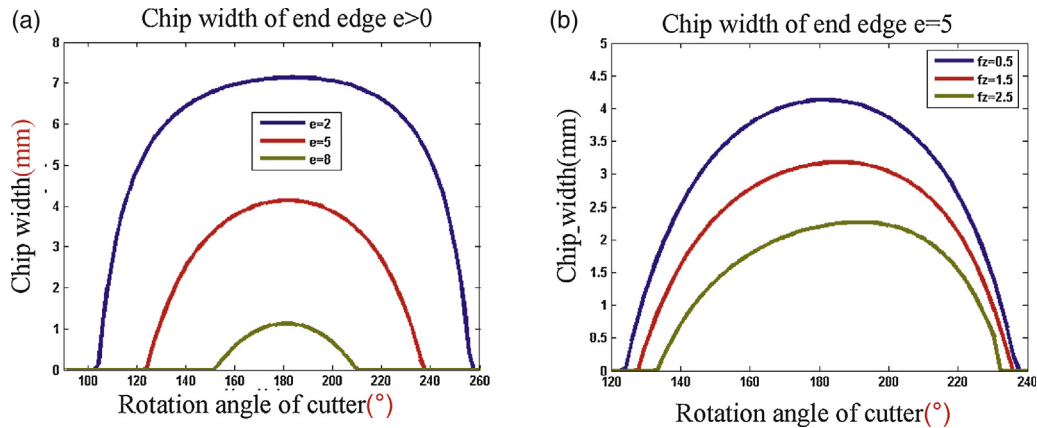 (a)
Chip width of end edge e>0
8
7
6
5
4
3
2
1
0
Chip width(mm)
e=2
e=5
e=8
100 120 140 160 180 200 220 240 260
Rotation angle of cutter(°)
(b)
Chip width of end edge e=5
5
4.5
4
3.5
3
2.5
2
1.5
1
0.5
0
Chip_width(mm)
fz=0.5
fz=1.5
fz=2.5
120 140 160 180 200 220 240
Rotation angle of cutter(°)